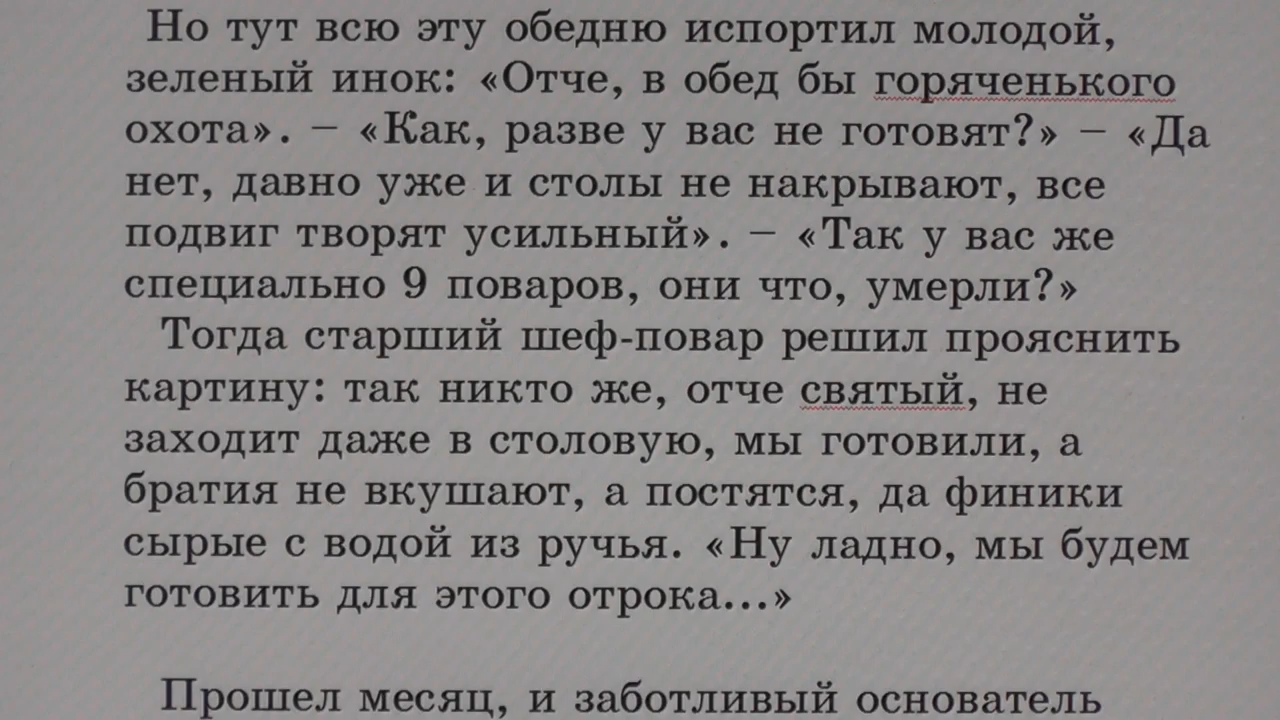 Но тут всю эту обедню испортил молодой,
зеленый инок: «Отче, в обед бы горяченького
охота». – «Как, разве у вас не готовят?» – «Да
нет, давно уже и столы не накрывают, все
подвиг творят усильный». – «Так у вас же
специально 9 поваров, они что, умерли?»
Тогда старший шеф-повар решил прояснить
картину: так никто же, отче святый, не
заходит даже в столовую, мы готовили, а
братия не вкушают, а постятся, да финики
сырые с водой из ручья. «Ну ладно, мы будем
готовить для этого отрока...»
Прошел месяц, и заботливый основатель